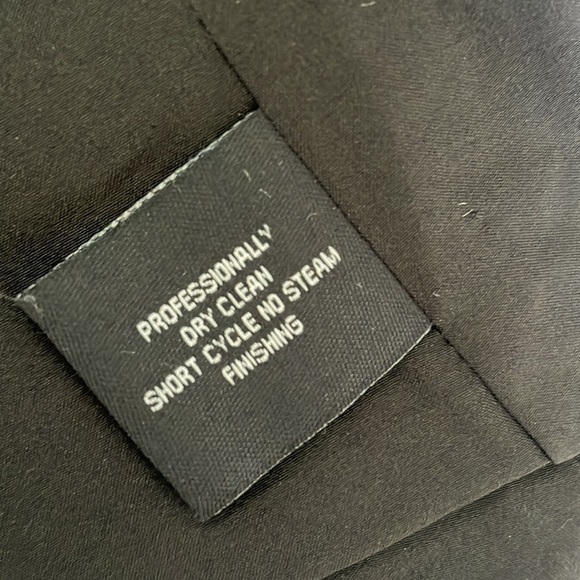 PROFESSIONALLY
DRY CLEAN
SHORT CYCLE NO STEAM
FINISHING